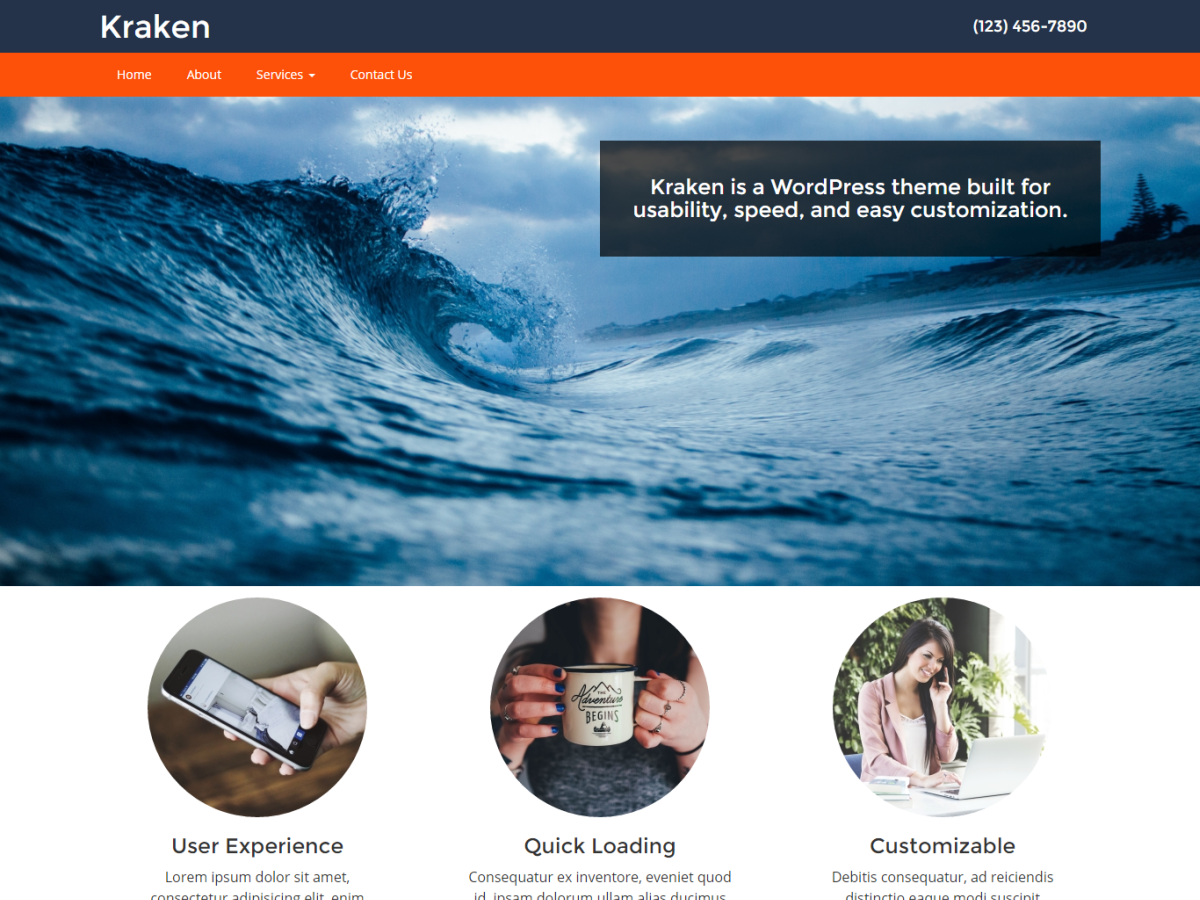 Kraken
(123) 456-7890
Home
About
Services
Contact Us
Kraken is a WordPress theme built for
usability, speed, and easy customization.
THE
Adventure
BEGINS
User Experience
Quick Loading
Customizable
Lorem ipsum dolor sit amet,
consectetur adipisicing elit, enim
Consequatur ex inventore, eveniet quod
id, ipsam dolorum ullam alias ducimus
Debitis consequatur, ad reiciendis
distinctio eaque modi suscipit